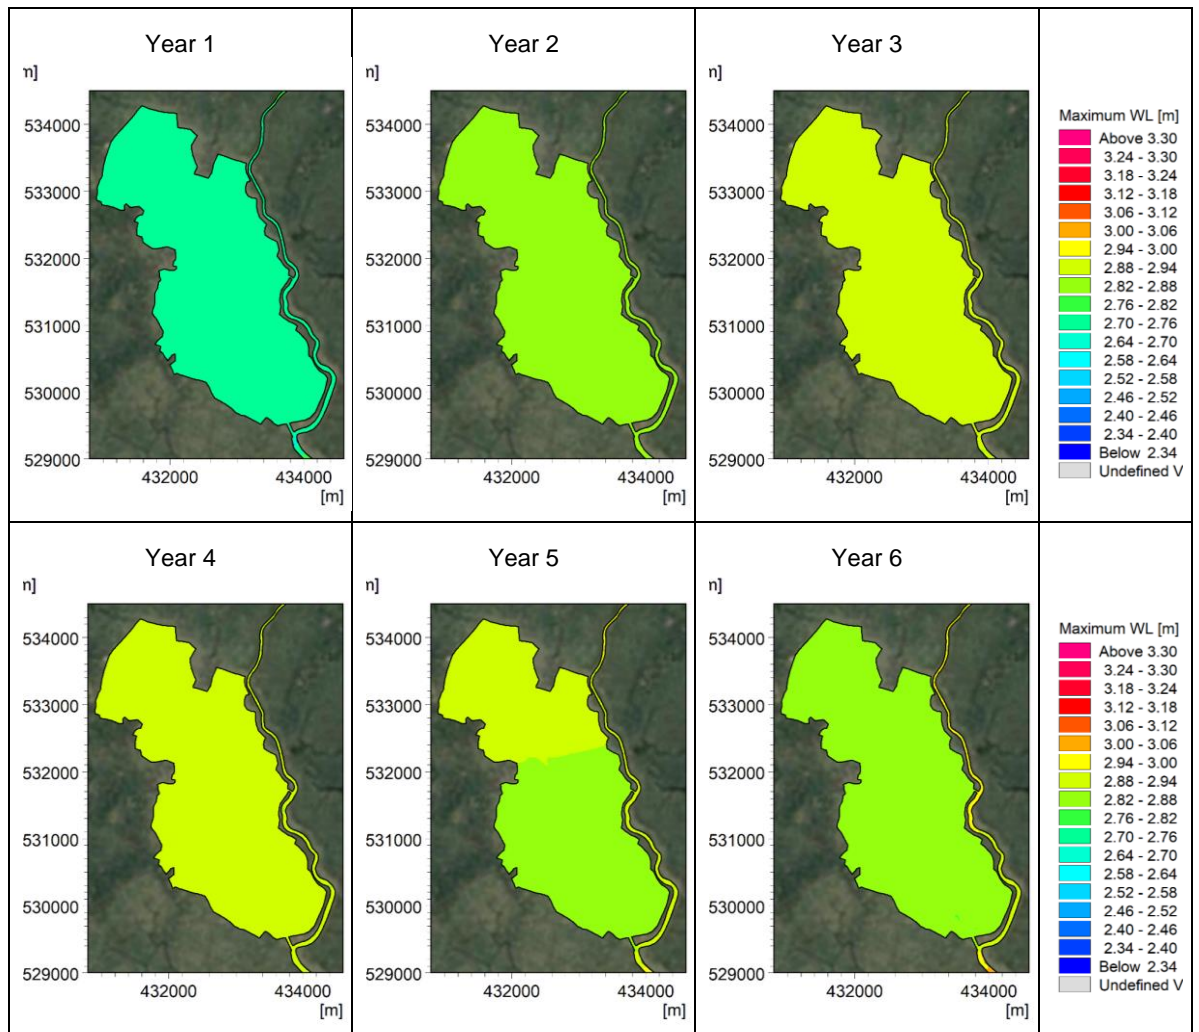 Year 1
Year 2
Year 3
n]
n]
n]
534000
533000
532000
531000
530000
529000
432000
434000
[m]
534000
533000
532000
531000
530000
529000
432000
434000
[m]
534000
533000
532000
531000
530000
529000
432000
434000
[m]
Maximum WL [m]
Above 3.30
3.24 - 3.30
3.18 - 3.24
3.12 - 3.18
3.06 - 3.12
3.00 - 3.06
2.94 - 3.00
2.88 - 2.94
2.82 - 2.88
2.76 - 2.82
2.70 - 2.76
2.64 - 2.70
2.58 - 2.64
2.52 - 2.58
2.46 - 2.52
2.40 - 2.46
2.34 - 2.40
Below 2.34
Undefined V
Year 4
Year 5
Year 6
n]
n]
n]
534000
533000
532000
531000
530000
529000
432000
434000
[m]
534000
533000
532000
531000
530000
529000
432000
434000
[m]
534000
533000
532000
531000
530000
529000
432000
434000
[m]
Maximum WL [m]
Above 3.30
3.24 - 3.30
3.18 - 3.24
3.12 - 3.18
3.06 - 3.12
3.00 - 3.06
2.94 - 3.00
2.88 - 2.94
2.82 - 2.88
2.76 - 2.82
2.70 - 2.76
2.64 - 2.70
2.58 - 2.64
2.52 - 2.58
2.46 - 2.52
2.40 - 2.46
2.34 - 2.40
Below 2.34
Undefined V